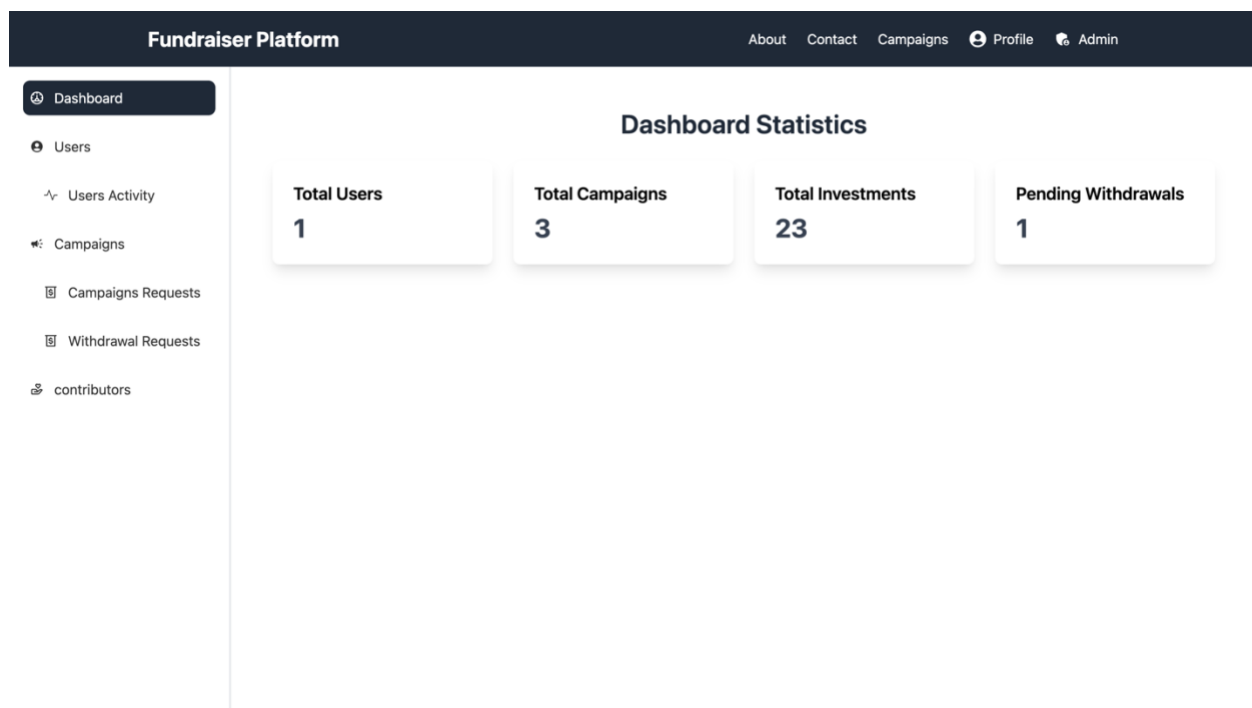 Fundraiser Platform
About Contact Campaigns Profile Admin
Dashboard
Users
Users Activity
Campaigns
Campaigns Requests
Withdrawal Requests
contributors
Dashboard Statistics
Total Users
1
Total Campaigns
3
Total Investments
23
Pending Withdrawals
1